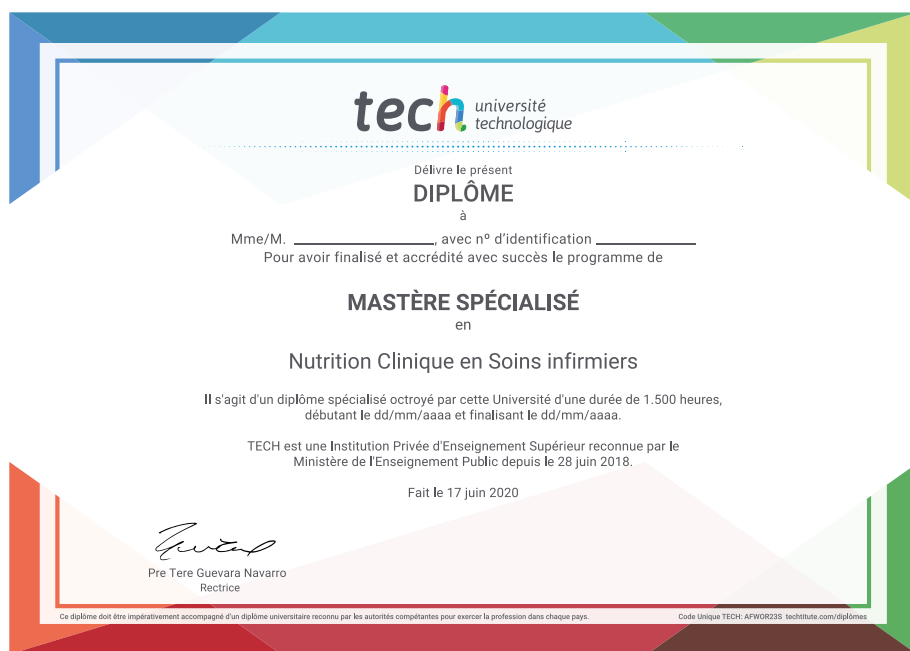 tech université
technologique
Délivre le présent
DIPLÔME
à
Mme/M. ____________________, avec nº d'identification ______________
Pour avoir finalisé et accrédité avec succès le programme de
MASTÈRE SPÉCIALISÉ
en
Nutrition Clinique en Soins infirmiers
Il s'agit d'un diplôme spécialisé octroyé par cette Université d'une durée de 1.500 heures,
débutant le dd/mm/aaaa et finalisant le dd/mm/aaaa.
TECH est une Institution Privée d'Enseignement Supérieur reconnue par le
Ministère de l'Enseignement Public depuis le 28 juin 2018.
Fait le 17 juin 2020
Pre Tere Guevara Navarro
Rectrice
Ce diplôme doit être impérativement accompagné d'un diplôme universitaire reconnu par les autorités compétantes pour exercer la profession dans chaque pays. Code Unique TECH: AFWOR23S techtitute.com/diplômes